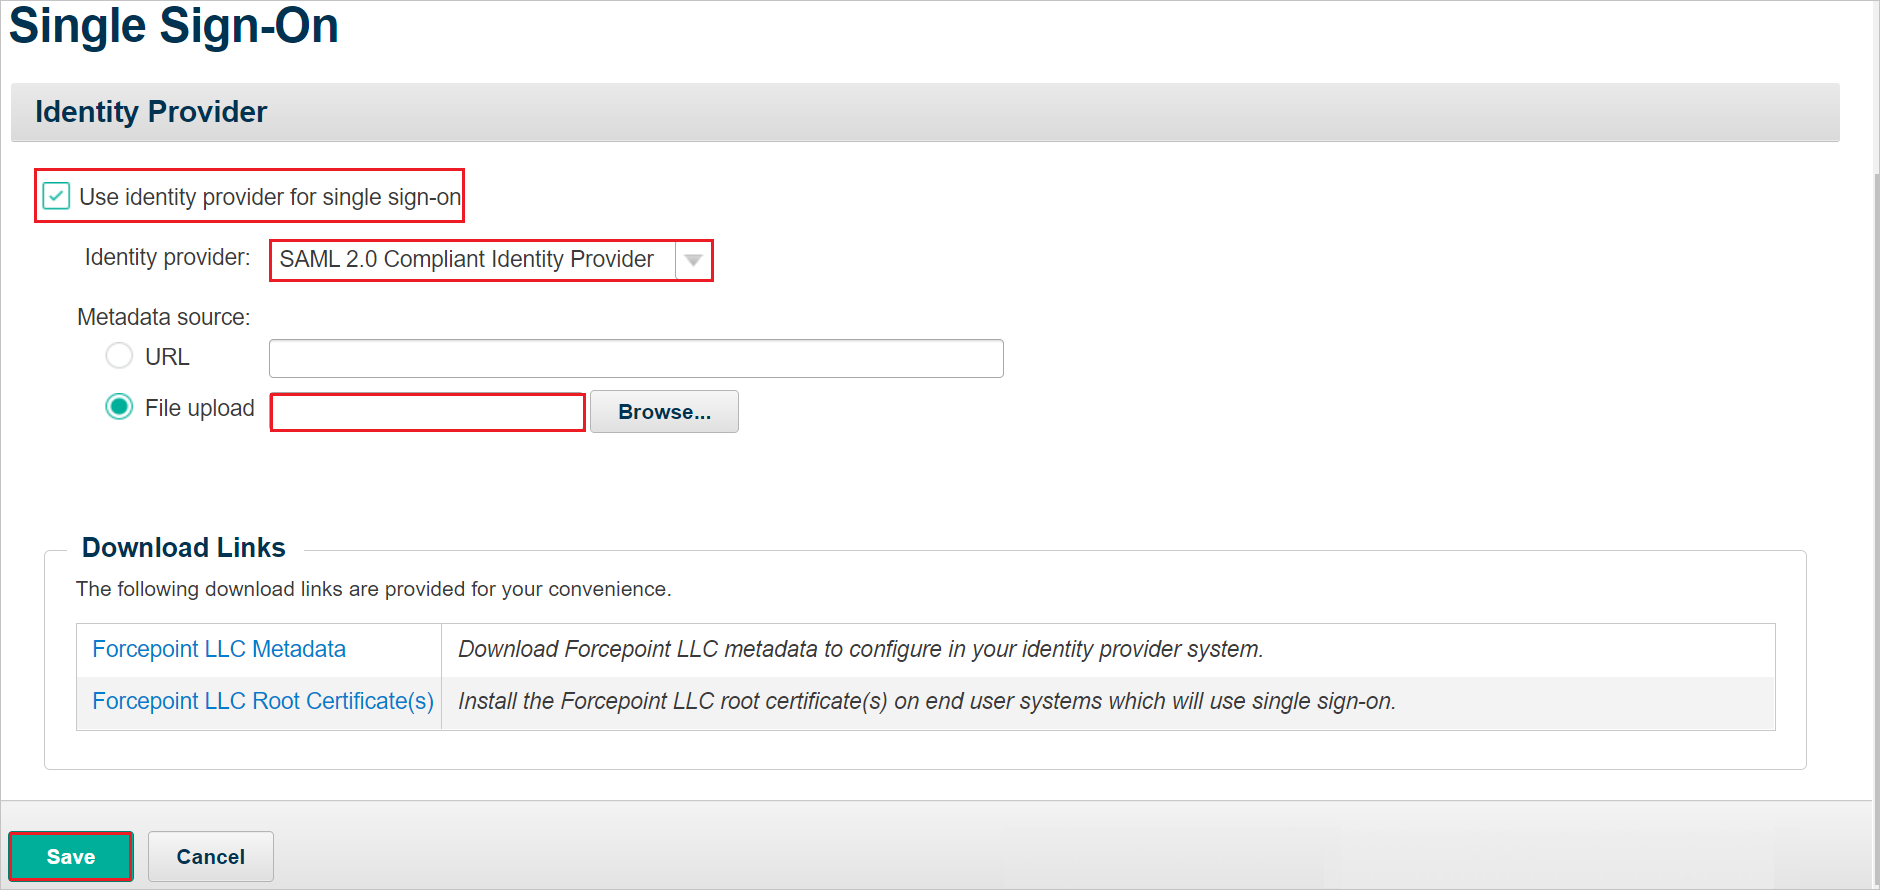 Single Sign-On
Identity Provider
Use identity provider for single sign-on
Identity provider: SAML 2.0 Compliant Identity Provider
Metadata source:
URL
File upload Browse...
Download Links
The following download links are provided for your convenience.
Forcepoint LLC Metadata Download Forcepoint LLC metadata to configure in your identity provider system.
Forcepoint LLC Root Certificate(s) Install the Forcepoint LLC root certificate(s) on end user systems which will use single sign-on.
Save Cancel